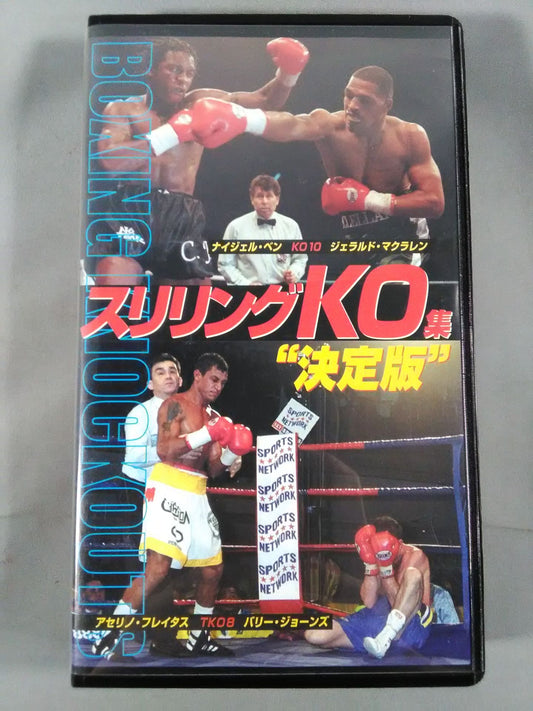 BOXING KNOCKOUTS
C.J
ナイジェル・ベン KO10 ジェラルド・マクラレン
スリリングKO集
"決定版"
SPORTS
NETWORK
SPORTS
NETWORK
SPORTS
NETWORK
SPORTS
NETWORK
SPORTS
NETWORK
アセリノ・フレイタス TKO8 バリー・ジョーンズ